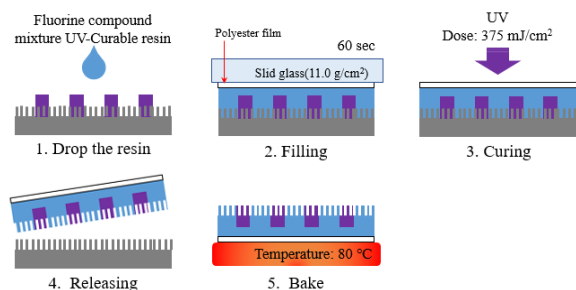 Fluorine compound
mixture UV-Curable resin
1. Drop the resin
Polyester film
60 sec
Slid glass(11.0 g/cm²)
2. Filling
UV
Dose: 375 mJ/cm²
3. Curing
4. Releasing
Temperature: 80 ℃
5. Bake